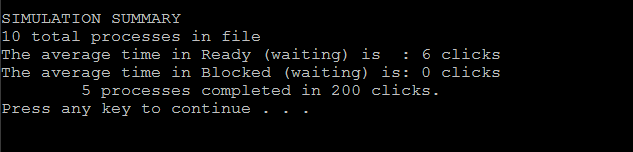 SIMULATION SUMMARY
10 total processes in file
The average time in Ready (waiting) is  : 6 clicks
The average time in Blocked (waiting) is: 0 clicks
        5 processes completed in 200 clicks.
Press any key to continue . . .